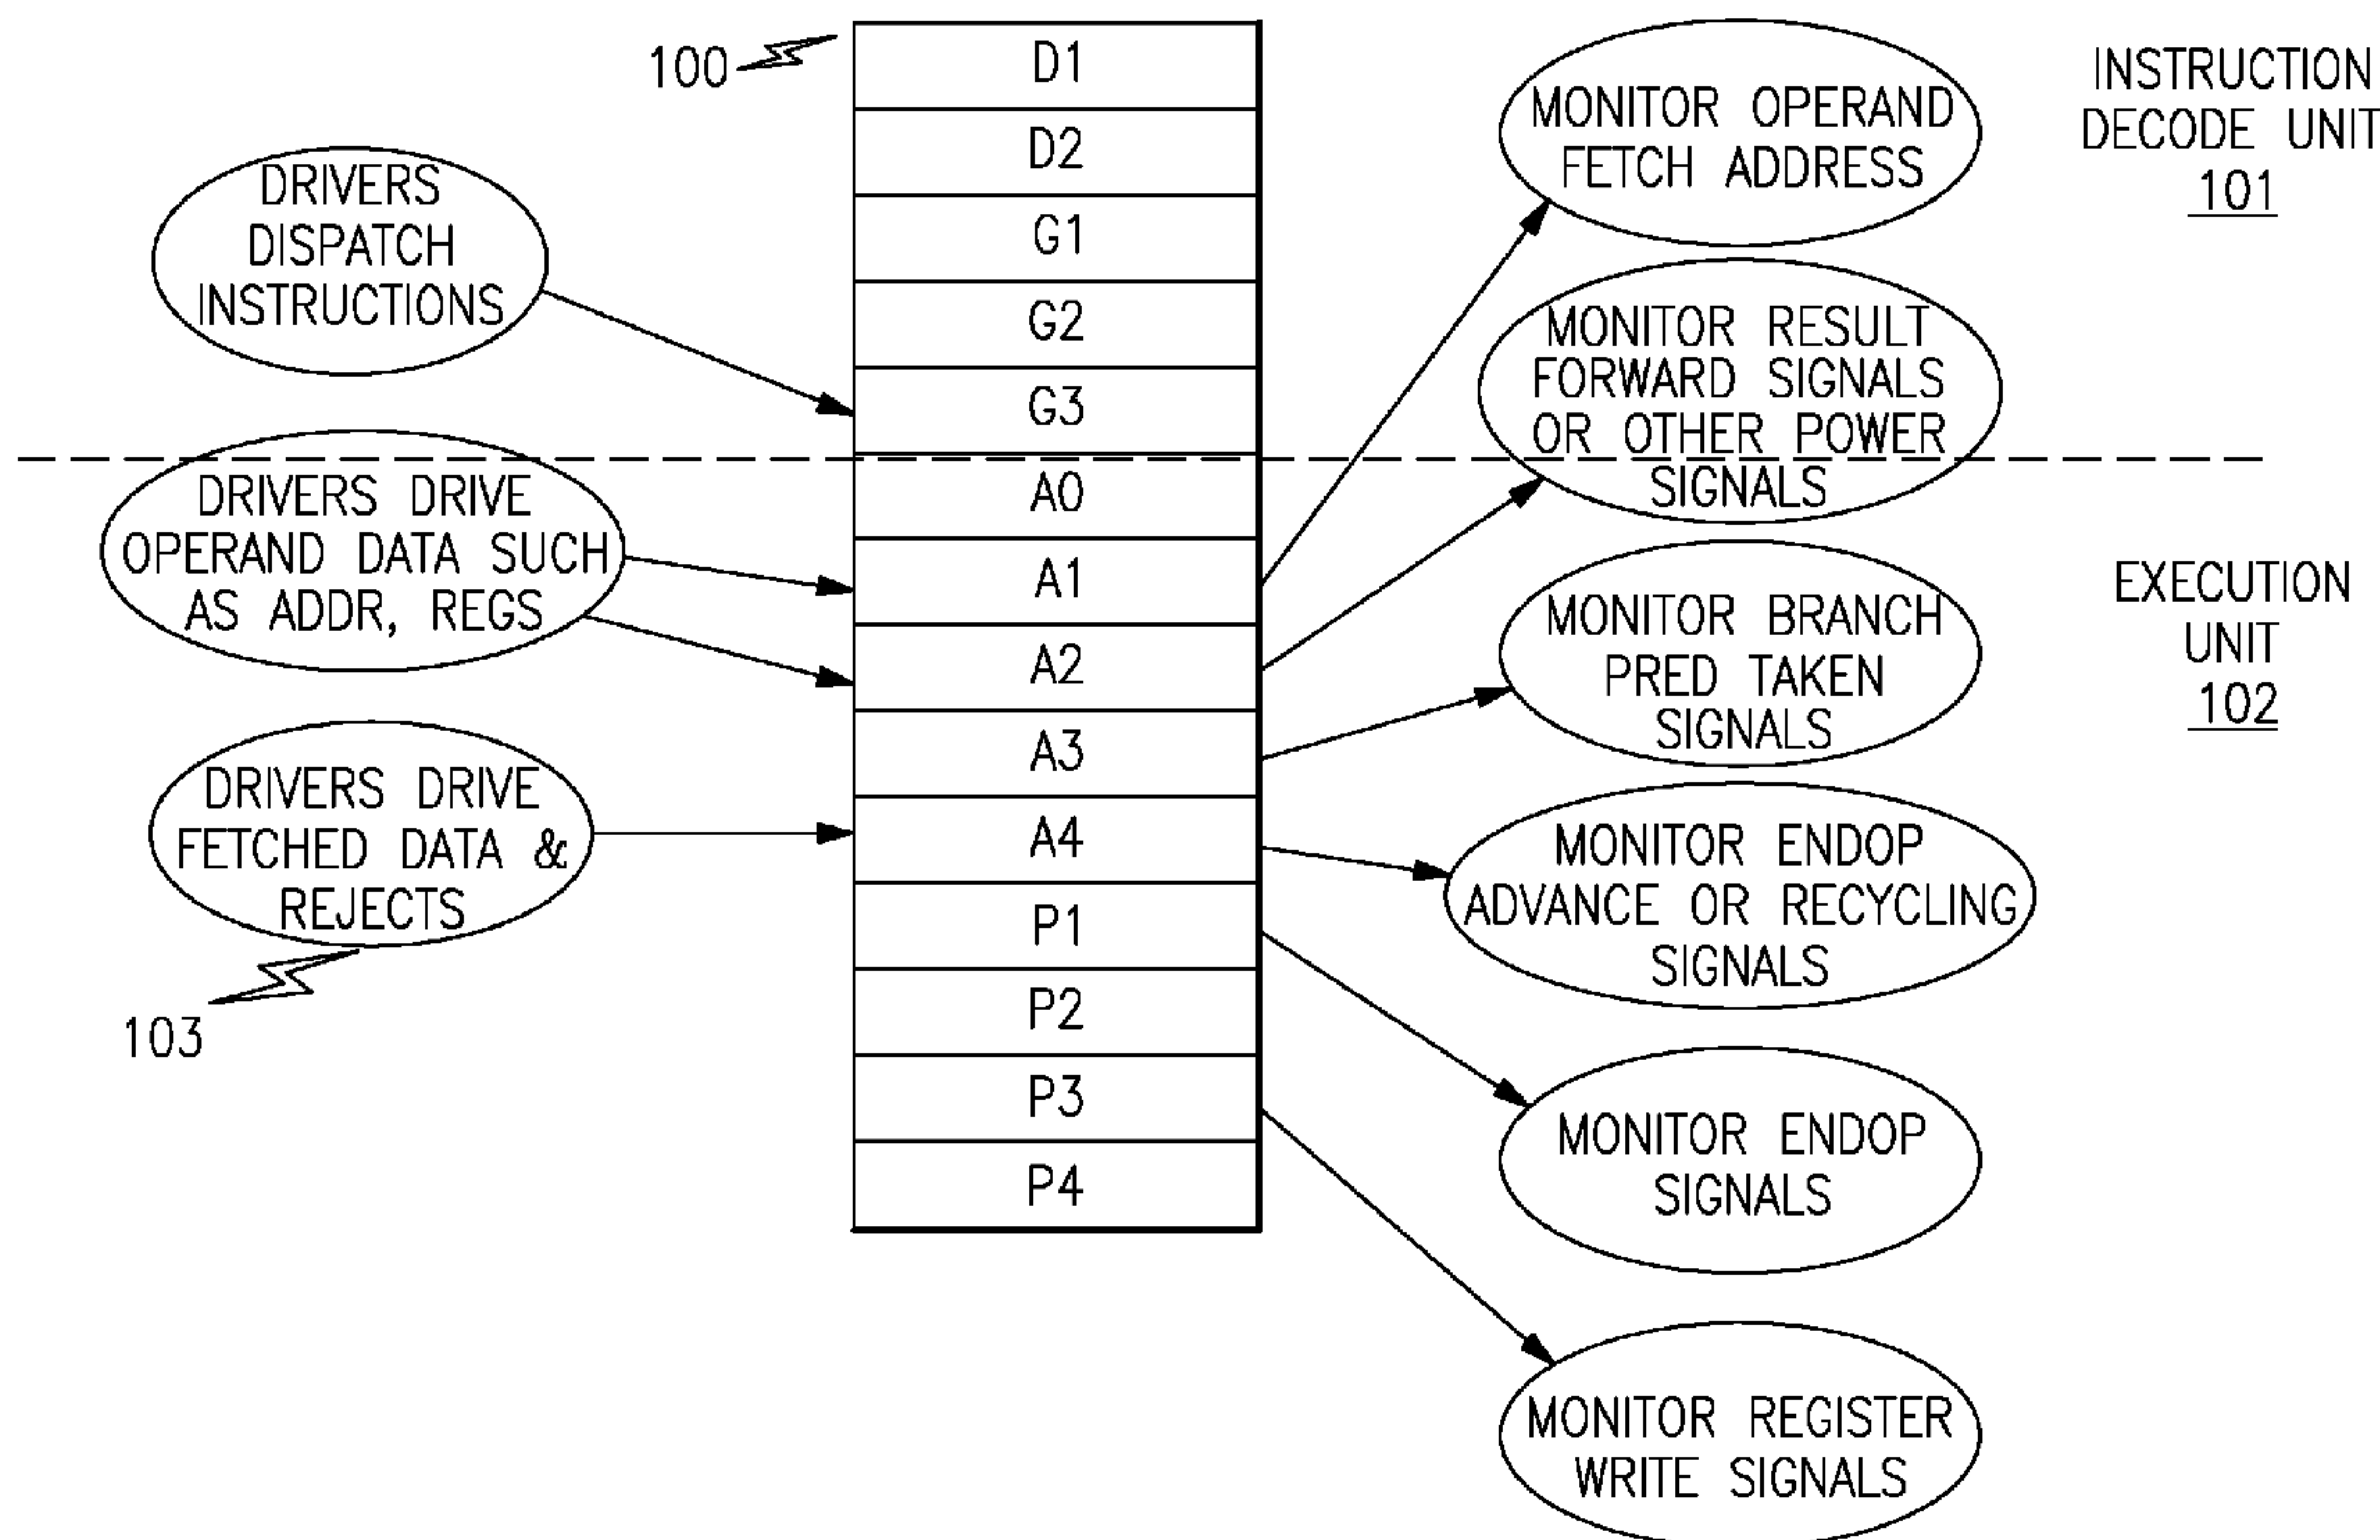 100
D1
D2
G1
G2
G3
A0
A1
A2
A3
A4
P1
P2
P3
P4
DRIVERS
DISPATCH
INSTRUCTIONS
DRIVERS DRIVE
OPERAND DATA SUCH
AS ADDR, REGS
DRIVERS DRIVE
FETCHED DATA &
REJECTS
103
MONITOR OPERAND
FETCH ADDRESS
MONITOR RESULT
FORWARD SIGNALS
OR OTHER POWER
SIGNALS
MONITOR BRANCH
PRED TAKEN
SIGNALS
MONITOR ENDOP
ADVANCE OR RECYCLING
SIGNALS
MONITOR ENDOP
SIGNALS
MONITOR REGISTER
WRITE SIGNALS
INSTRUCTION
DECODE UNIT
101
EXECUTION
UNIT
102